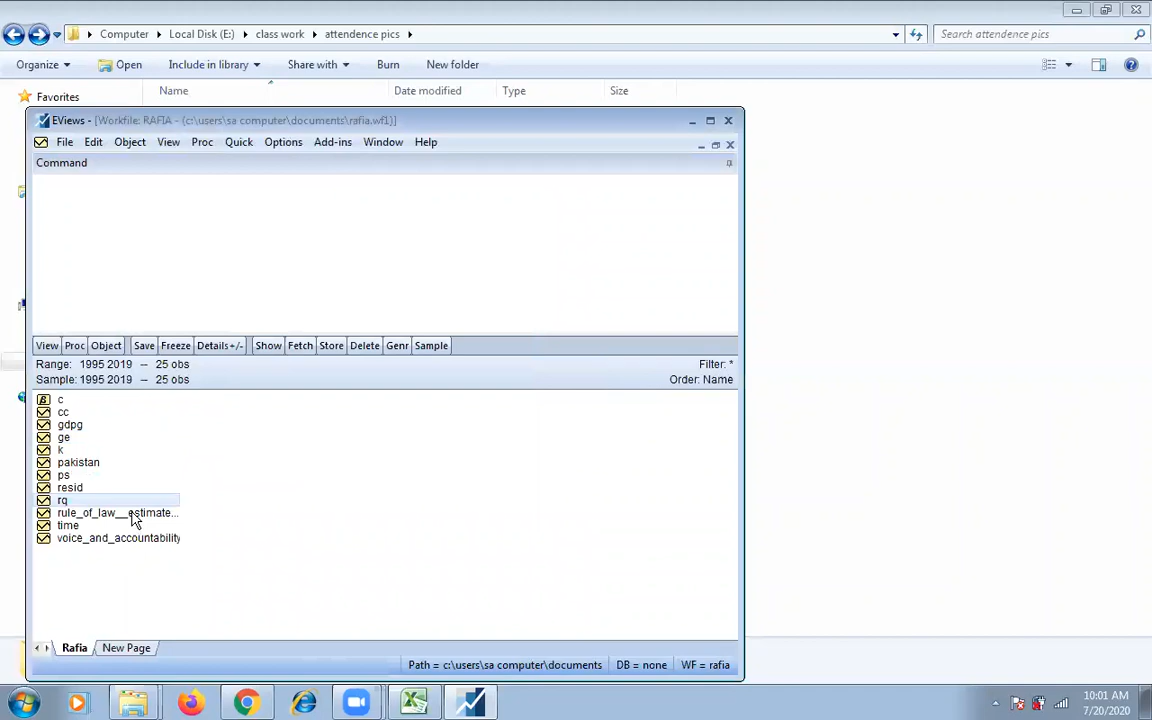 Computer Local Disk (E:) class work attendence pics Search attendence pics
Organize Open Include in library Share with Burn New folder
Name Date modified Type Size
Favorites
EViews - [Workfile: RAFIA - (c:\users\sa computer\documents\rafia.wf1)]
File Edit Object View Proc Quick Options Add-ins Window Help
Command
View Proc Object Save Freeze Details+/- Show Fetch Store Delete Genr Sample
Range: 1995 2019 -- 25 obs Filter: *
Sample: 1995 2019 -- 25 obs Order: Name
c
cc
gdpg
ge
k
pakistan
ps
resid
rq
rule_of_law__estimate...
time
voice_and_accountability
Rafia New Page
Path = c:\users\sa computer\documents DB = none WF = rafia
10:01 AM
7/20/2020